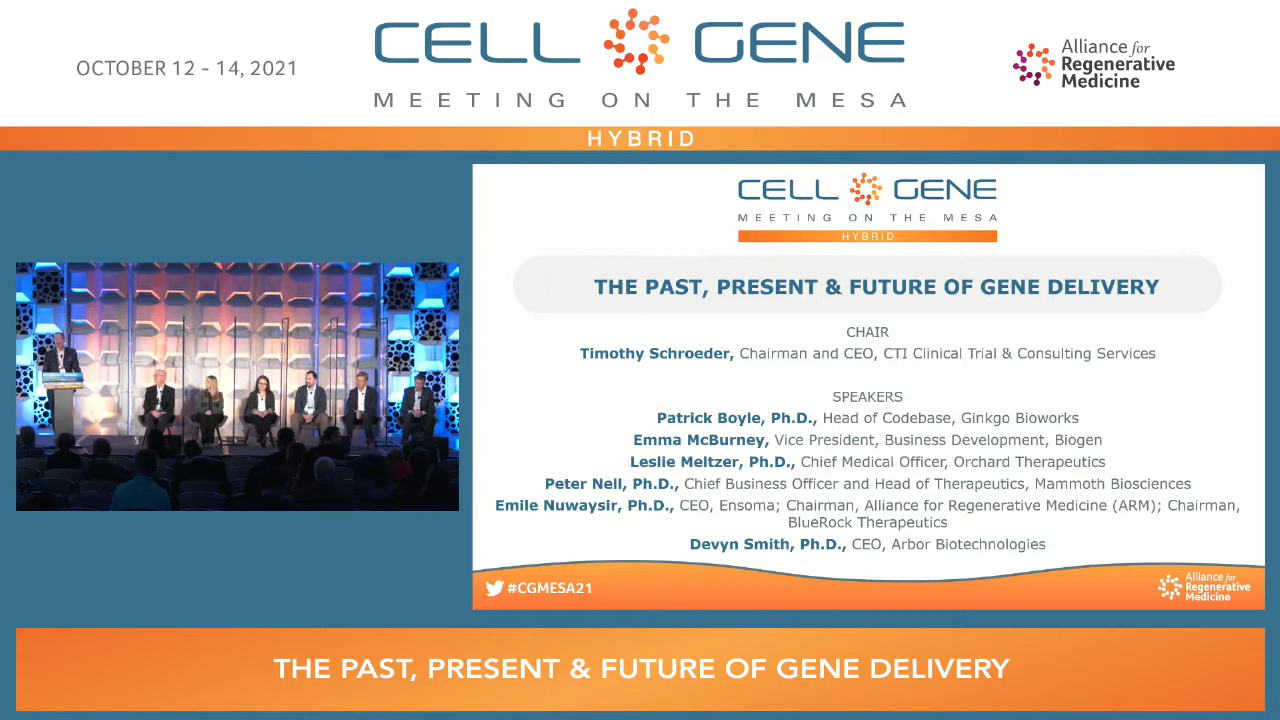 OCTOBER 12 - 14, 2021
CELL GENE
MEETING ON THE MESA
Alliance for
Regenerative
Medicine
HYBRID
CELL GENE
MEETING ON THE MESA
HYBRID
THE PAST, PRESENT & FUTURE OF GENE DELIVERY
CHAIR
Timothy Schroeder, Chairman and CEO, CTI Clinical Trial & Consulting Services
SPEAKERS
Patrick Boyle, Ph.D., Head of Codebase, Ginkgo Bioworks
Emma McBurney, Vice President, Business Development, Biogen
Leslie Meltzer, Ph.D., Chief Medical Officer, Orchard Therapeutics
Peter Nell, Ph.D., Chief Business Officer and Head of Therapeutics, Mammoth Biosciences
Emile Nuwaysir, Ph.D., CEO, Ensoma; Chairman, Alliance for Regenerative Medicine (ARM); Chairman,
BlueRock Therapeutics
Devyn Smith, Ph.D., CEO, Arbor Biotechnologies
#CGMESA21
Alliance for
Regenerative
Medicine
THE PAST, PRESENT & FUTURE OF GENE DELIVERY